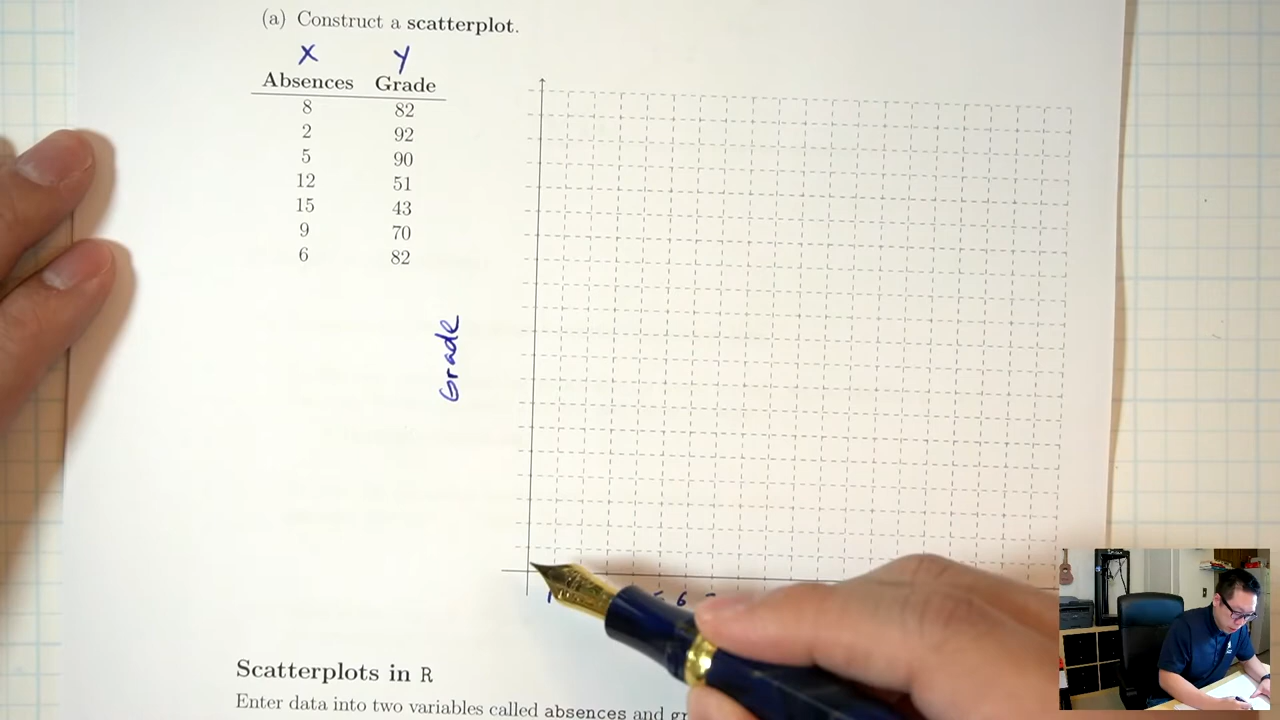 (a) Construct a scatterplot.
X Y
Absences Grade
8 82
2 92
5 90
12 51
15 43
9 70
6 82
Grade
6
Scatterplots in R
Enter data into two variables called absences and